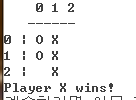 0 1 2
------
0 | O X
1 | O X
2 |   X
Player X wins!